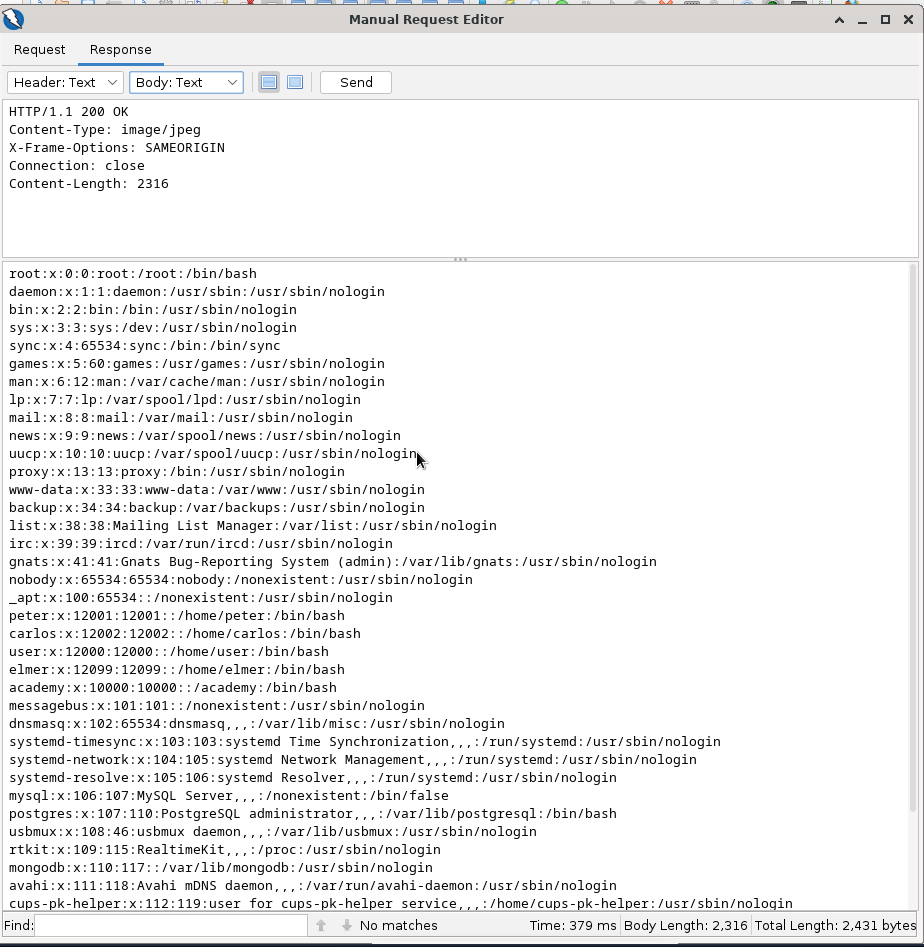 Manual Request Editor
Request Response
Header: Text Body: Text Send
HTTP/1.1 200 OK
Content-Type: image/jpeg
X-Frame-Options: SAMEORIGIN
Connection: close
Content-Length: 2316
root:x:0:0:root:/root:/bin/bash
daemon:x:1:1:daemon:/usr/sbin:/usr/sbin/nologin
bin:x:2:2:bin:/bin:/usr/sbin/nologin
sys:x:3:3:sys:/dev:/usr/sbin/nologin
sync:x:4:65534:sync:/bin:/bin/sync
games:x:5:60:games:/usr/games:/usr/sbin/nologin
man:x:6:12:man:/var/cache/man:/usr/sbin/nologin
lp:x:7:7:lp:/var/spool/lpd:/usr/sbin/nologin
mail:x:8:8:mail:/var/mail:/usr/sbin/nologin
news:x:9:9:news:/var/spool/news:/usr/sbin/nologin
uucp:x:10:10:uucp:/var/spool/uucp:/usr/sbin/nologin
proxy:x:13:13:proxy:/bin:/usr/sbin/nologin
www-data:x:33:33:www-data:/var/www:/usr/sbin/nologin
backup:x:34:34:backup:/var/backups:/usr/sbin/nologin
list:x:38:38:Mailing List Manager:/var/list:/usr/sbin/nologin
irc:x:39:39:ircd:/var/run/ircd:/usr/sbin/nologin
gnats:x:41:41:Gnats Bug-Reporting System (admin):/var/lib/gnats:/usr/sbin/nologin
nobody:x:65534:65534:nobody:/nonexistent:/usr/sbin/nologin
_apt:x:100:65534::/nonexistent:/usr/sbin/nologin
peter:x:12001:12001::/home/peter:/bin/bash
carlos:x:12002:12002::/home/carlos:/bin/bash
user:x:12000:12000::/home/user:/bin/bash
elmer:x:12099:12099::/home/elmer:/bin/bash
academy:x:10000:10000::/academy:/bin/bash
messagebus:x:101:101::/nonexistent:/usr/sbin/nologin
dnsmasq:x:102:65534:dnsmasq,,,:/var/lib/misc:/usr/sbin/nologin
systemd-timesync:x:103:103:systemd Time Synchronization,,,:/run/systemd:/usr/sbin/nologin
systemd-network:x:104:105:systemd Network Management,,,:/run/systemd:/usr/sbin/nologin
systemd-resolve:x:105:106:systemd Resolver,,,:/run/systemd:/usr/sbin/nologin
mysql:x:106:107:MySQL Server,,,:/nonexistent:/bin/false
postgres:x:107:110:PostgreSQL administrator,,,:/var/lib/postgresql:/bin/bash
usbmux:x:108:46:usbmux daemon,,,:/var/lib/usbmux:/usr/sbin/nologin
rtkit:x:109:115:RealtimeKit,,,:/proc:/usr/sbin/nologin
mongodb:x:110:117::/var/lib/mongodb:/usr/sbin/nologin
avahi:x:111:118:Avahi mDNS daemon,,,:/var/run/avahi-daemon:/usr/sbin/nologin
cups-pk-helper:x:112:119:user for cups-pk-helper service,,,:/home/cups-pk-helper:/usr/sbin/nologin
Find: No matches Time: 379 ms Body Length: 2,316 Total Length: 2,431 bytes